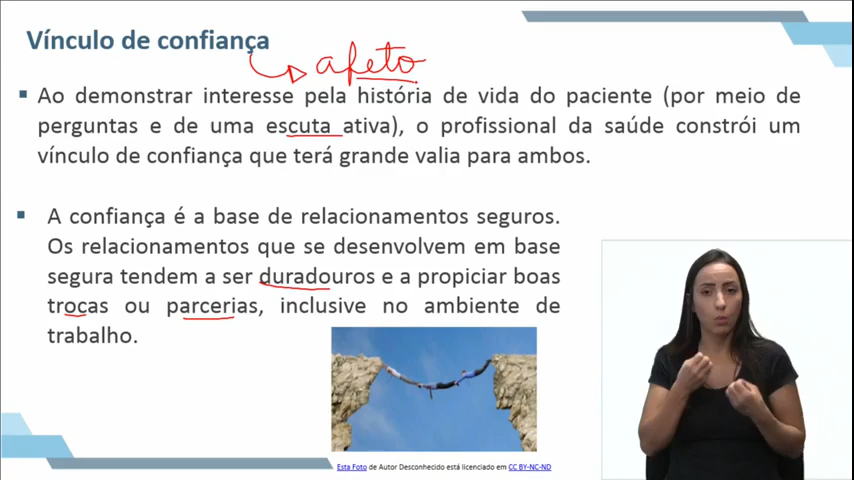 Vínculo de confiança
afeto
▪ Ao demonstrar interesse pela história de vida do paciente (por meio de
perguntas e de uma escuta ativa), o profissional da saúde constrói um
vínculo de confiança que terá grande valia para ambos.
▪ A confiança é a base de relacionamentos seguros.
Os relacionamentos que se desenvolvem em base
segura tendem a ser duradouros e a propiciar boas
trocas ou parcerias, inclusive no ambiente de
trabalho.
Esta Foto de Autor Desconhecido está licenciado em CC BY-NC-ND